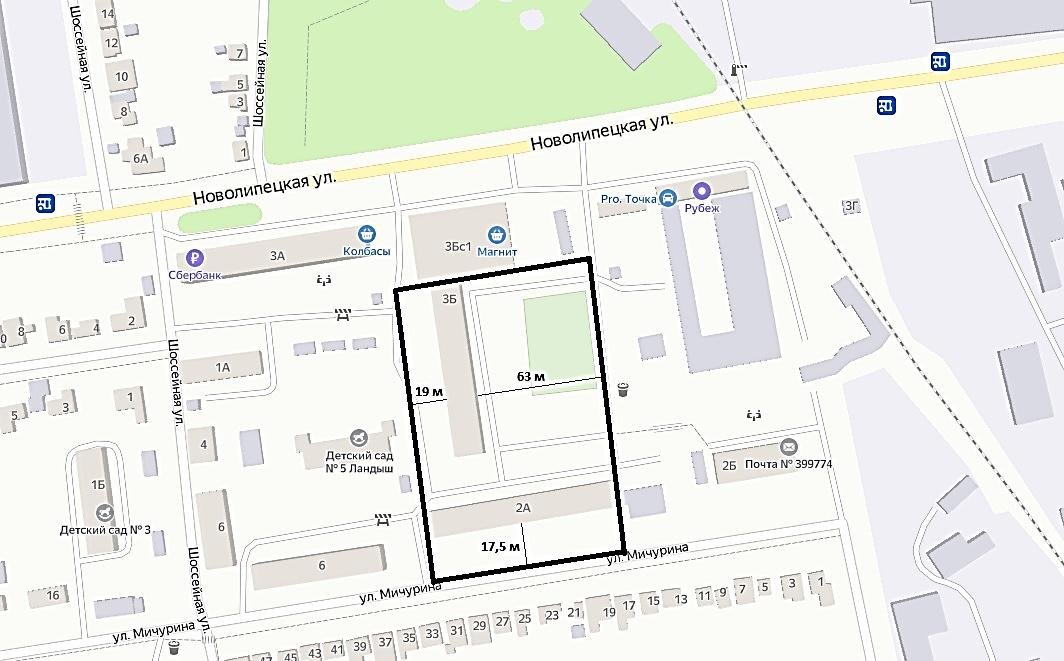 14
Шоссейная ул.
12
Шоссейная ул.
7
10
5
3
8
6А
1
Новолипецкая ул.
Новолипецкая ул.
Pro. Точка
Рубеж
3Г
3Бс1
Магнит
Колбасы
3А
Сбербанк
3Б
2
4
6
8
0
Шоссейная ул.
1А
63 м
19 м
1
3
5
4
Детский сад
№ 5 Ландыш
2Б
Почта № 399774
1Б
Детский сад № 3
2А
6
17,5 м
6
ул. Мичурина
Шоссейная ул.
16
ул. Мичурина
ул. Мичурина
1
3
5
7
9
11
13
15
17
19
21
23
25
27
29
31
33
35
37
39
41
43
45
47